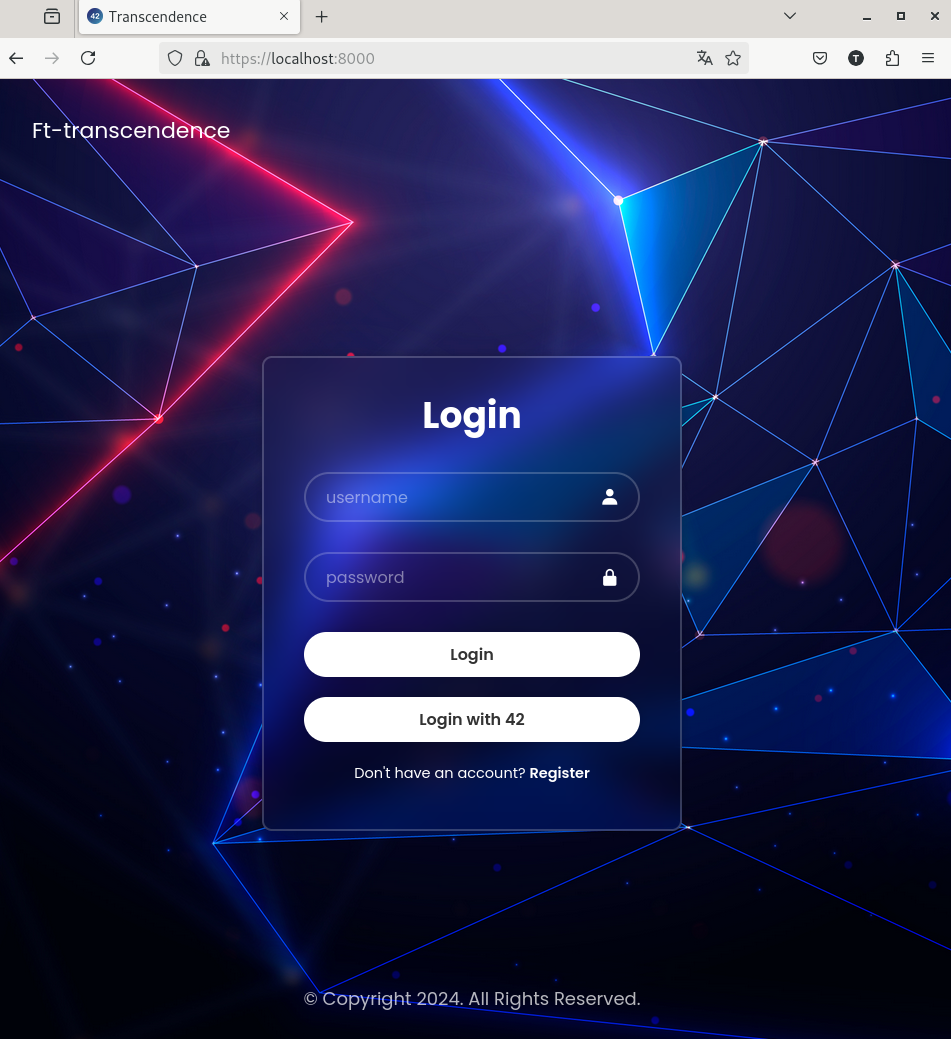 42 Transcendence
https://localhost:8000
T
Ft-transcendence
Login
username
password
Login
Login with 42
Don't have an account? Register
© Copyright 2024. All Rights Reserved.